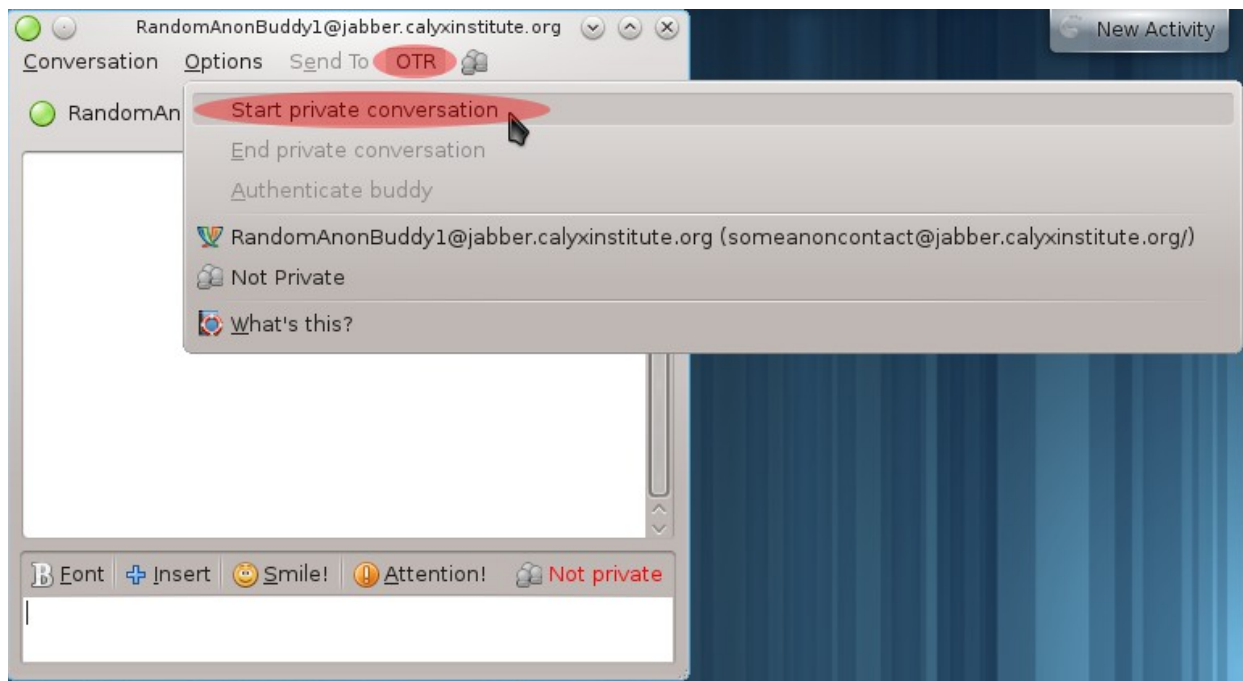 RandomAnonBuddy1@jabber.calyxinstitute.org
New Activity
Conversation Options Send To OTR
RandomAn
Start private conversation
End private conversation
Authenticate buddy
RandomAnonBuddy1@jabber.calyxinstitute.org (someanoncontact@jabber.calyxinstitute.org/)
Not Private
What's this?
Font Insert Smile! Attention! Not private